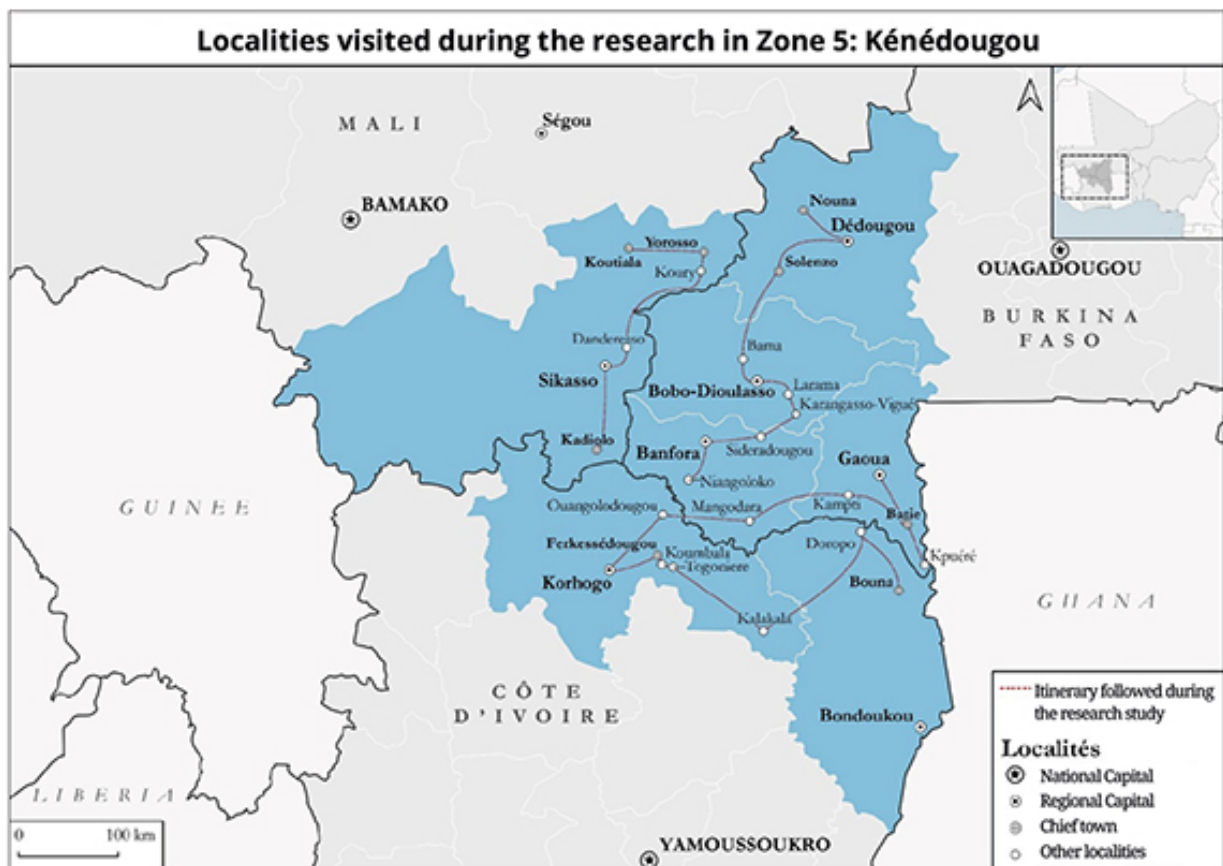 Localities visited during the research in Zone 5: Kénédougou
MALI
Ségou
BAMAKO
Nouna
Dédougou
Yorosso
Koutiala
Koury
Solenzo
OUAGADOUGOU
BURKINA
FASO
Bama
Sikasso
Bobo-Dioulasso
Larama
Karangasso-Vigué
Kadiolo
Banfora
Sideradougou
Gaoua
Niangoloko
GUINEE
Ouangolodougou
Mangodara
Kampti
Batie
Ferkessédougou
Koumbala
Togoniere
Doropo
Kpuéré
Korhogo
Bouna
GHANA
Kalakala
CÔTE
D'IVOIRE
Bondoukou
LIBERIA
YAMOUSSOUKRO
0 100 km
Itinerary followed during
the research study
Localités
National Capital
Regional Capital
Chief town
Other localities